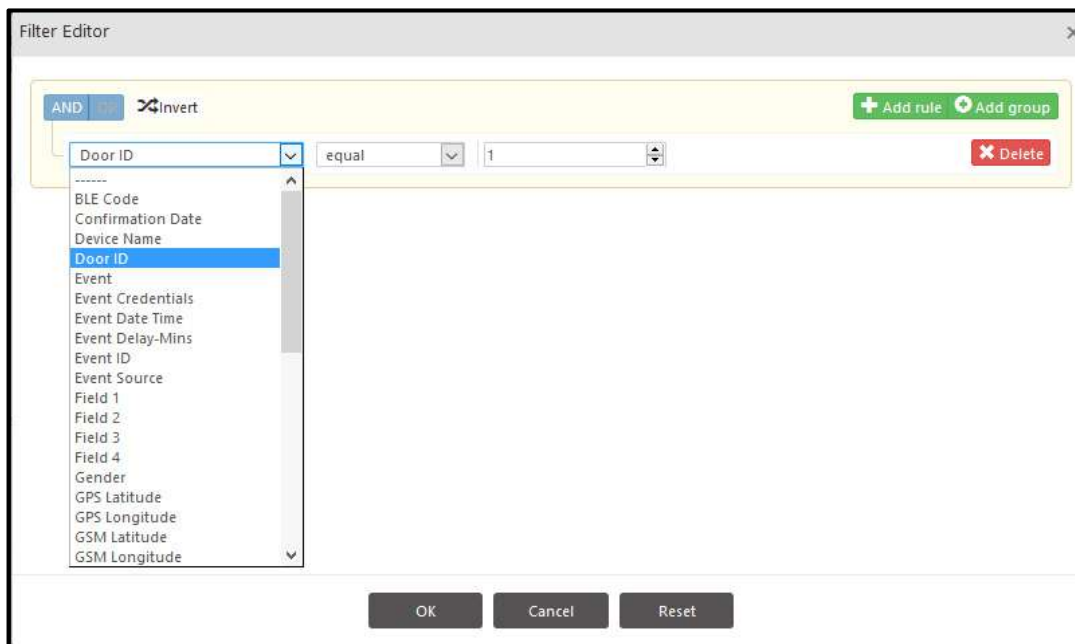 Filter Editor
AND OR Invert Add rule Add group
Door ID equal 1 Delete
------
BLE Code
Confirmation Date
Device Name
Door ID
Event
Event Credentials
Event Date Time
Event Delay-Mins
Event ID
Event Source
Field 1
Field 2
Field 3
Field 4
Gender
GPS Latitude
GPS Longitude
GSM Latitude
GSM Longitude
OK Cancel Reset